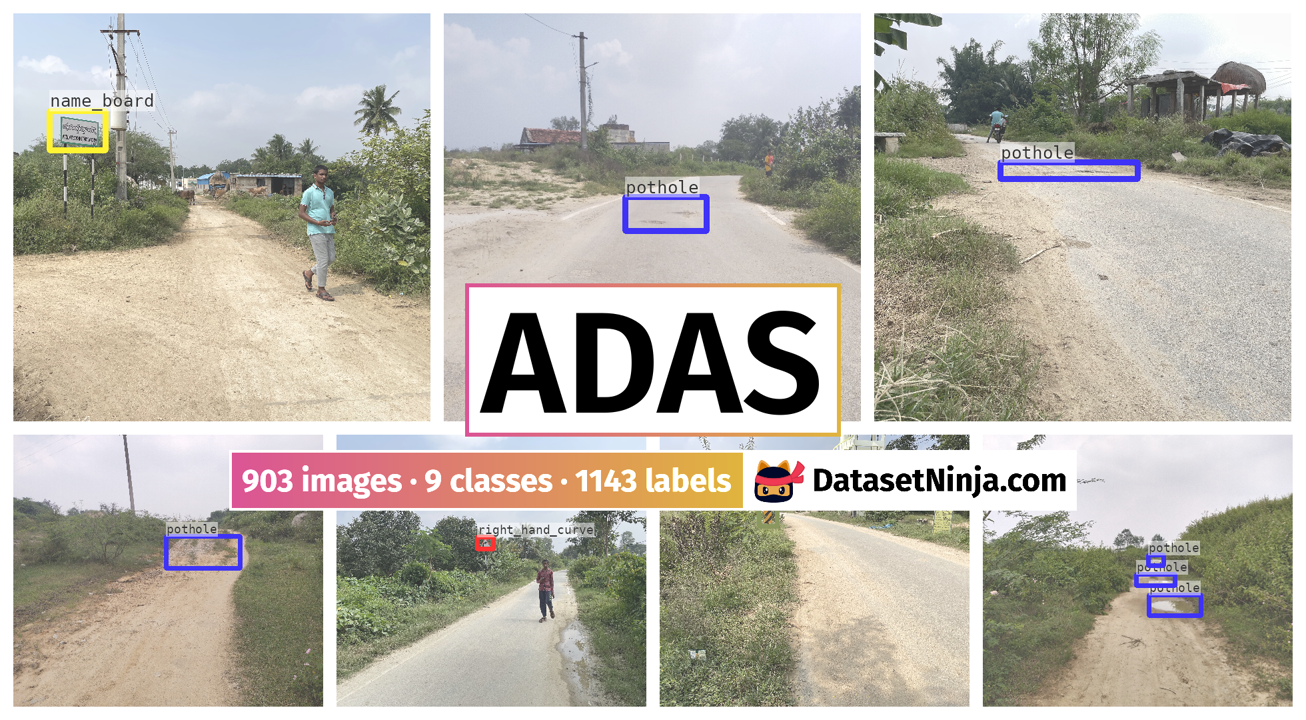 name_board
pothole
pothole
ADAS
903 images · 9 classes · 1143 labels
DatasetNinja.com
pothole
right_hand_curve
pothole
pothole
pothole